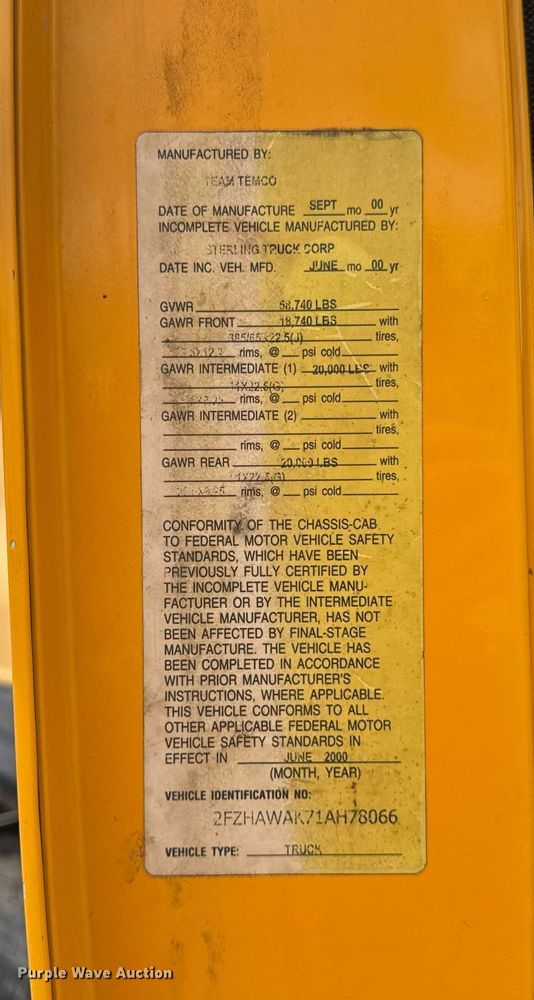 MANUFACTURED BY:
TEAM TEMCO
DATE OF MANUFACTURE SEPT mo 00 yr
INCOMPLETE VEHICLE MANUFACTURED BY:
STERLING TRUCK CORP
DATE INC. VEH. MFD. JUNE mo 00 yr
GVWR 58,740 LBS
GAWR FRONT 18,740 LBS with
385/65X22.5(J) tires,
rims, @ psi cold
GAWR INTERMEDIATE (1) 20,000 LBS with
11X22.5(G) tires,
rims, @ psi cold
GAWR INTERMEDIATE (2) with
tires,
rims, @ psi cold
GAWR REAR 20,000 LBS with
11X22.5(G) tires,
rims, @ psi cold
CONFORMITY OF THE CHASSIS-CAB
TO FEDERAL MOTOR VEHICLE SAFETY
STANDARDS, WHICH HAVE BEEN
PREVIOUSLY FULLY CERTIFIED BY
THE INCOMPLETE VEHICLE MANU-
FACTURER OR BY THE INTERMEDIATE
VEHICLE MANUFACTURER, HAS NOT
BEEN AFFECTED BY FINAL-STAGE
MANUFACTURE. THE VEHICLE HAS
BEEN COMPLETED IN ACCORDANCE
WITH PRIOR MANUFACTURER'S
INSTRUCTIONS, WHERE APPLICABLE.
THIS VEHICLE CONFORMS TO ALL
OTHER APPLICABLE FEDERAL MOTOR
VEHICLE SAFETY STANDARDS IN
EFFECT IN JUNE 2000
(MONTH, YEAR)
VEHICLE IDENTIFICATION NO:
2FZHAWAK71AH78066
VEHICLE TYPE: TRUCK
Purple Wave Auction